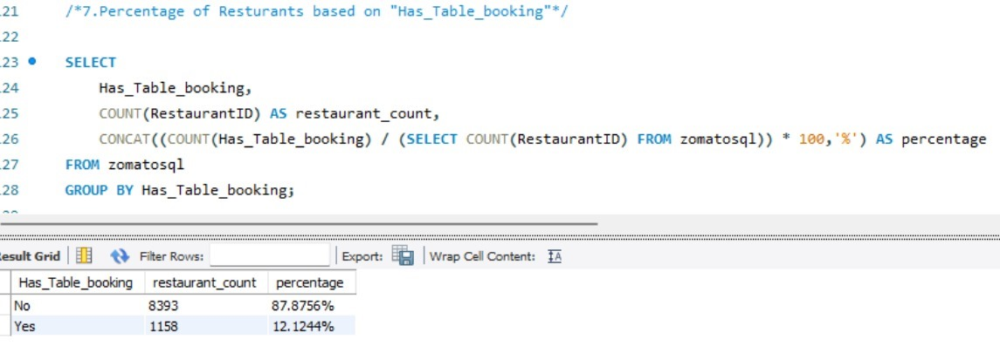 21 /*7.Percentage of Resturants based on "Has_Table_booking"*/
22
23 SELECT
24 Has_Table_booking,
25 COUNT(RestaurantID) AS restaurant_count,
26 CONCAT((COUNT(Has_Table_booking) / (SELECT COUNT(RestaurantID) FROM zomatosql)) * 100,'%') AS percentage
27 FROM zomatosql
28 GROUP BY Has_Table_booking;
esult Grid Filter Rows: Export: Wrap Cell Content: IA
Has_Table_booking restaurant_count percentage
No 8393 87.8756%
Yes 1158 12.1244%